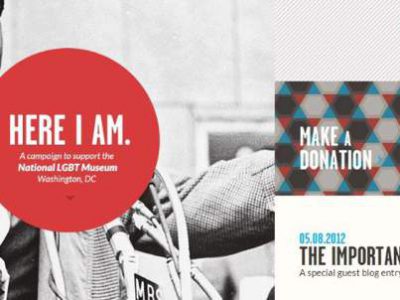 HERE I AM.
A campaign to support the
National LGBT Museum
Washington, DC
MBS
MAKE A
DONATION
05.08.2012
THE IMPORTAN
A special guest blog entry